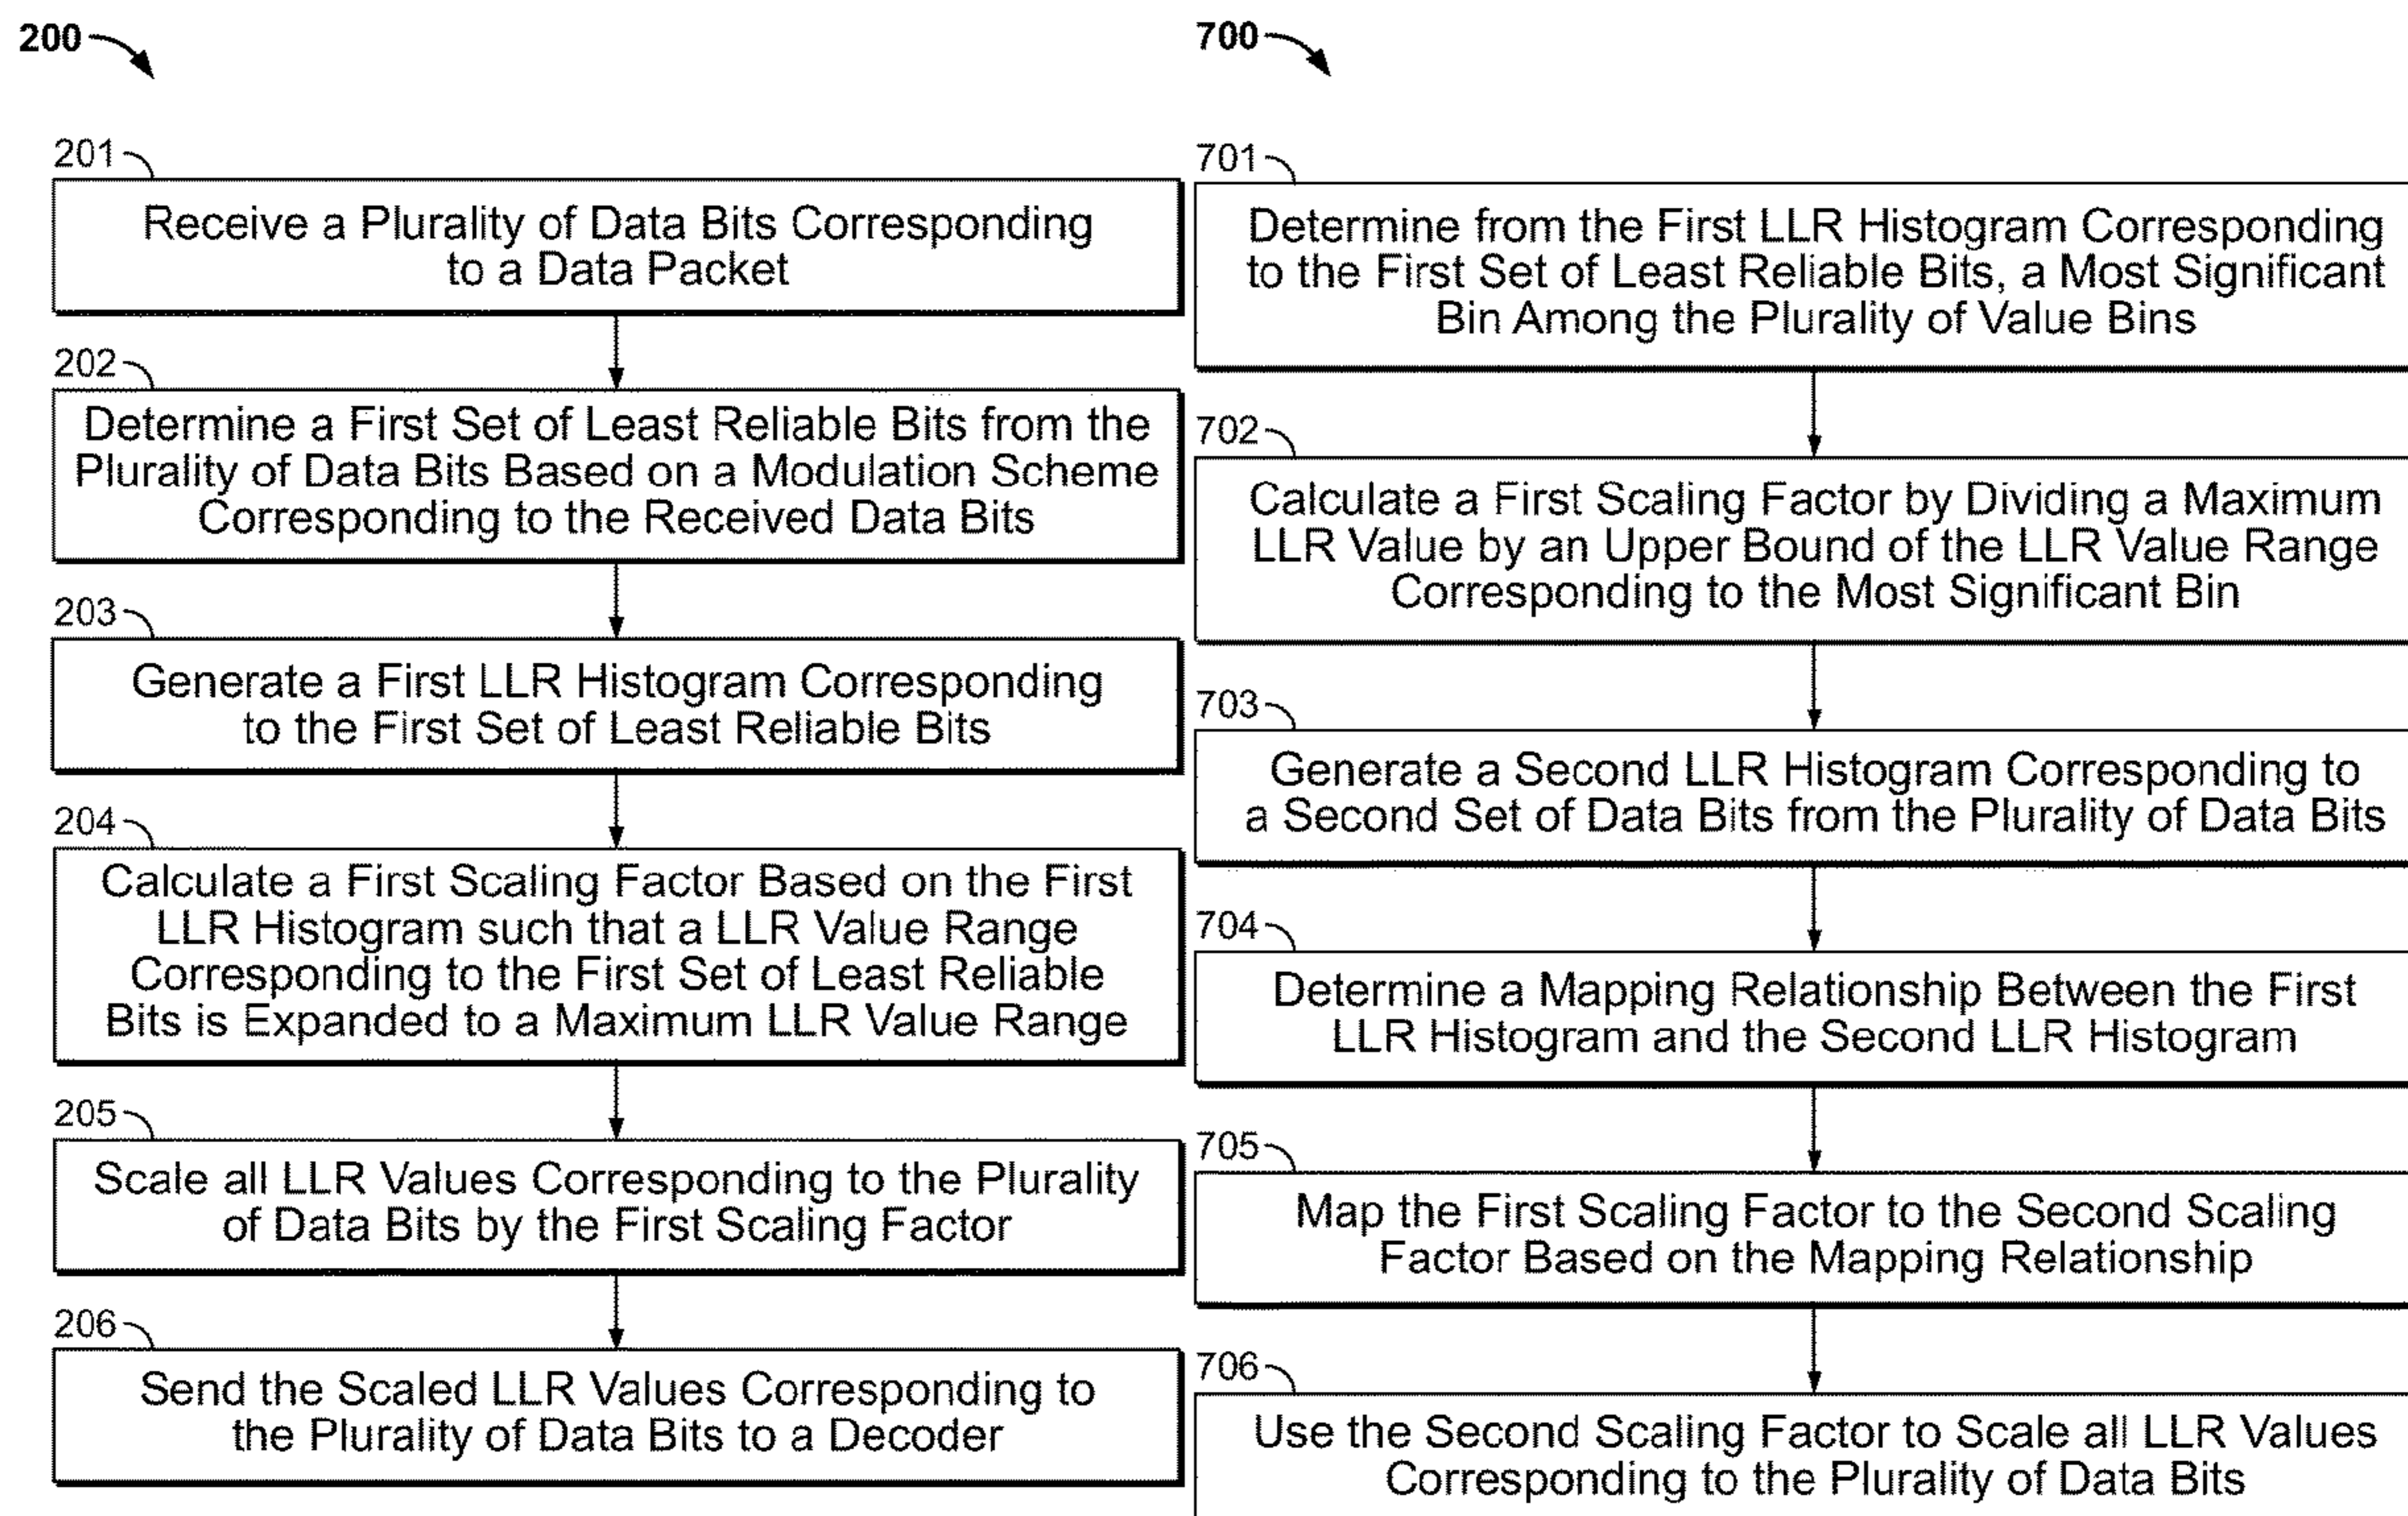 200
201
Receive a Plurality of Data Bits Corresponding
to a Data Packet
202
Determine a First Set of Least Reliable Bits from the
Plurality of Data Bits Based on a Modulation Scheme
Corresponding to the Received Data Bits
203
Generate a First LLR Histogram Corresponding
to the First Set of Least Reliable Bits
204
Calculate a First Scaling Factor Based on the First
LLR Histogram such that a LLR Value Range
Corresponding to the First Set of Least Reliable
Bits is Expanded to a Maximum LLR Value Range
205
Scale all LLR Values Corresponding to the Plurality
of Data Bits by the First Scaling Factor
206
Send the Scaled LLR Values Corresponding to
the Plurality of Data Bits to a Decoder
700
701
Determine from the First LLR Histogram Corresponding
to the First Set of Least Reliable Bits, a Most Significant
Bin Among the Plurality of Value Bins
702
Calculate a First Scaling Factor by Dividing a Maximum
LLR Value by an Upper Bound of the LLR Value Range
Corresponding to the Most Significant Bin
703
Generate a Second LLR Histogram Corresponding to
a Second Set of Data Bits from the Plurality of Data Bits
704
Determine a Mapping Relationship Between the First
LLR Histogram and the Second LLR Histogram
705
Map the First Scaling Factor to the Second Scaling
Factor Based on the Mapping Relationship
706
Use the Second Scaling Factor to Scale all LLR Values
Corresponding to the Plurality of Data Bits